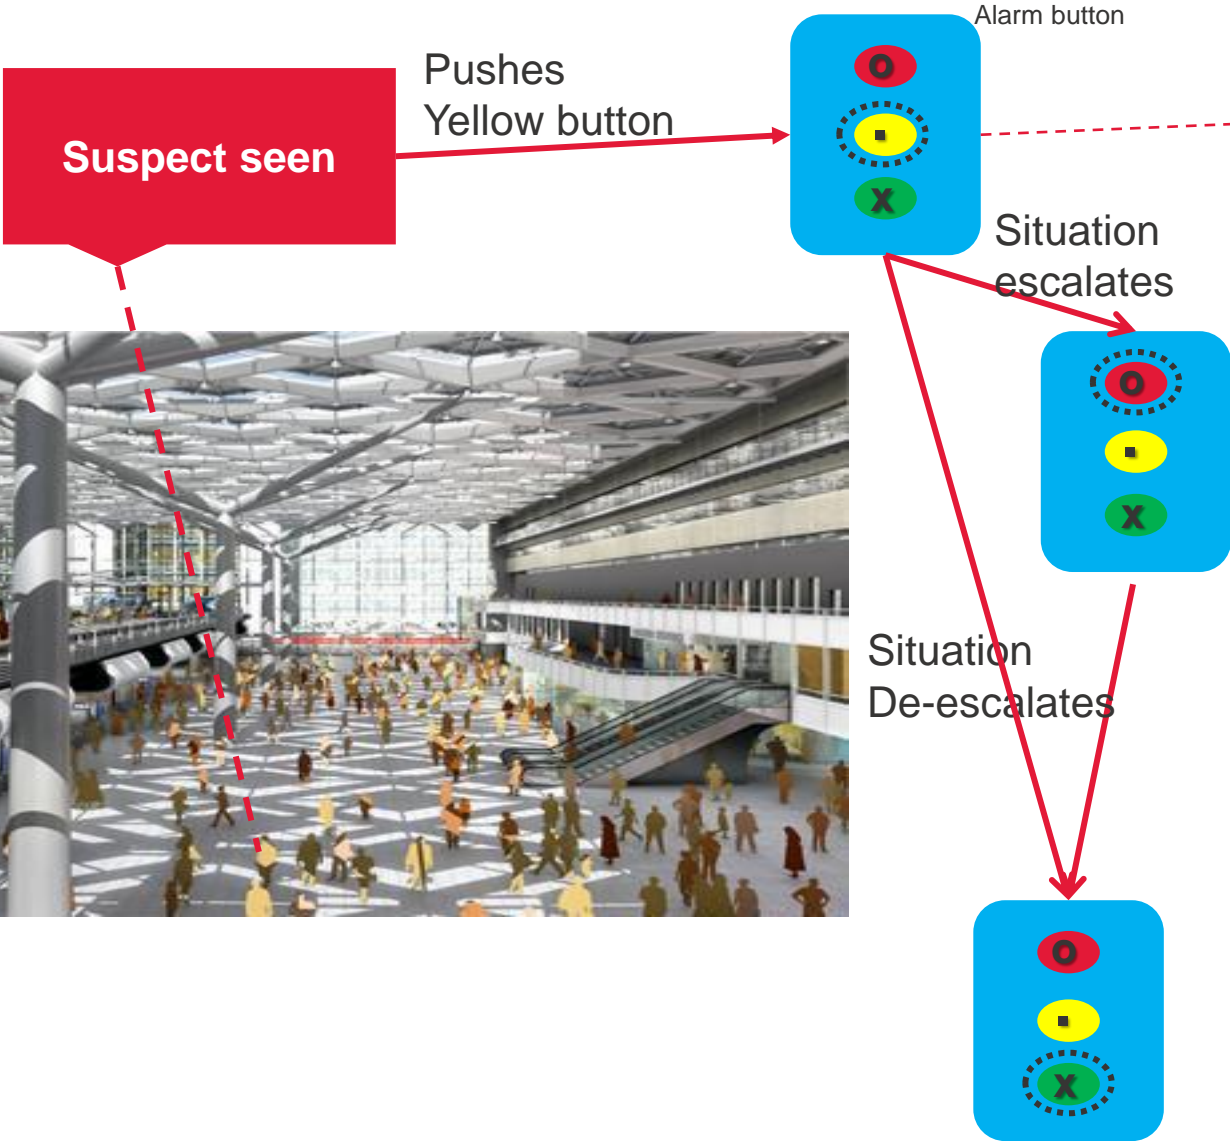 Alarm button
Pushes
Yellow button
Suspect seen
O
.
X
Situation
escalates
O
.
X
Situation
De-escalates
O
.
X